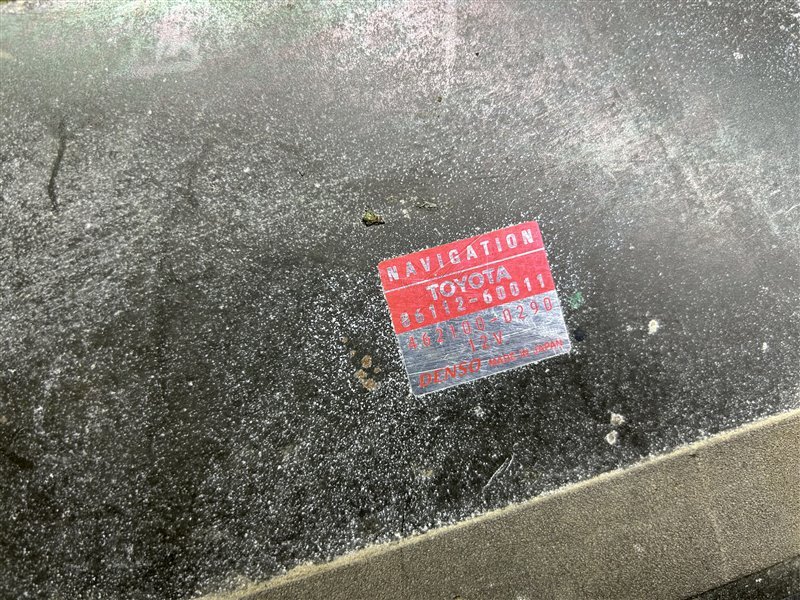 NAVIGATION
TOYOTA
86112-60011
462100-0290
12V
DENSO MADE IN JAPAN